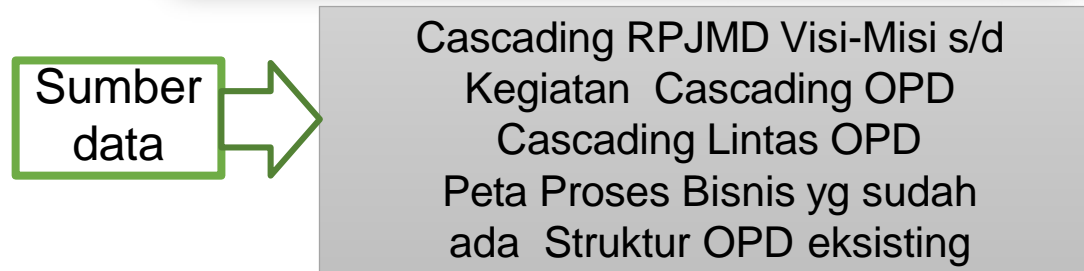 Sumber
data
Cascading RPJMD Visi-Misi s/d
Kegiatan Cascading OPD
Cascading Lintas OPD
Peta Proses Bisnis yg sudah
ada Struktur OPD eksisting